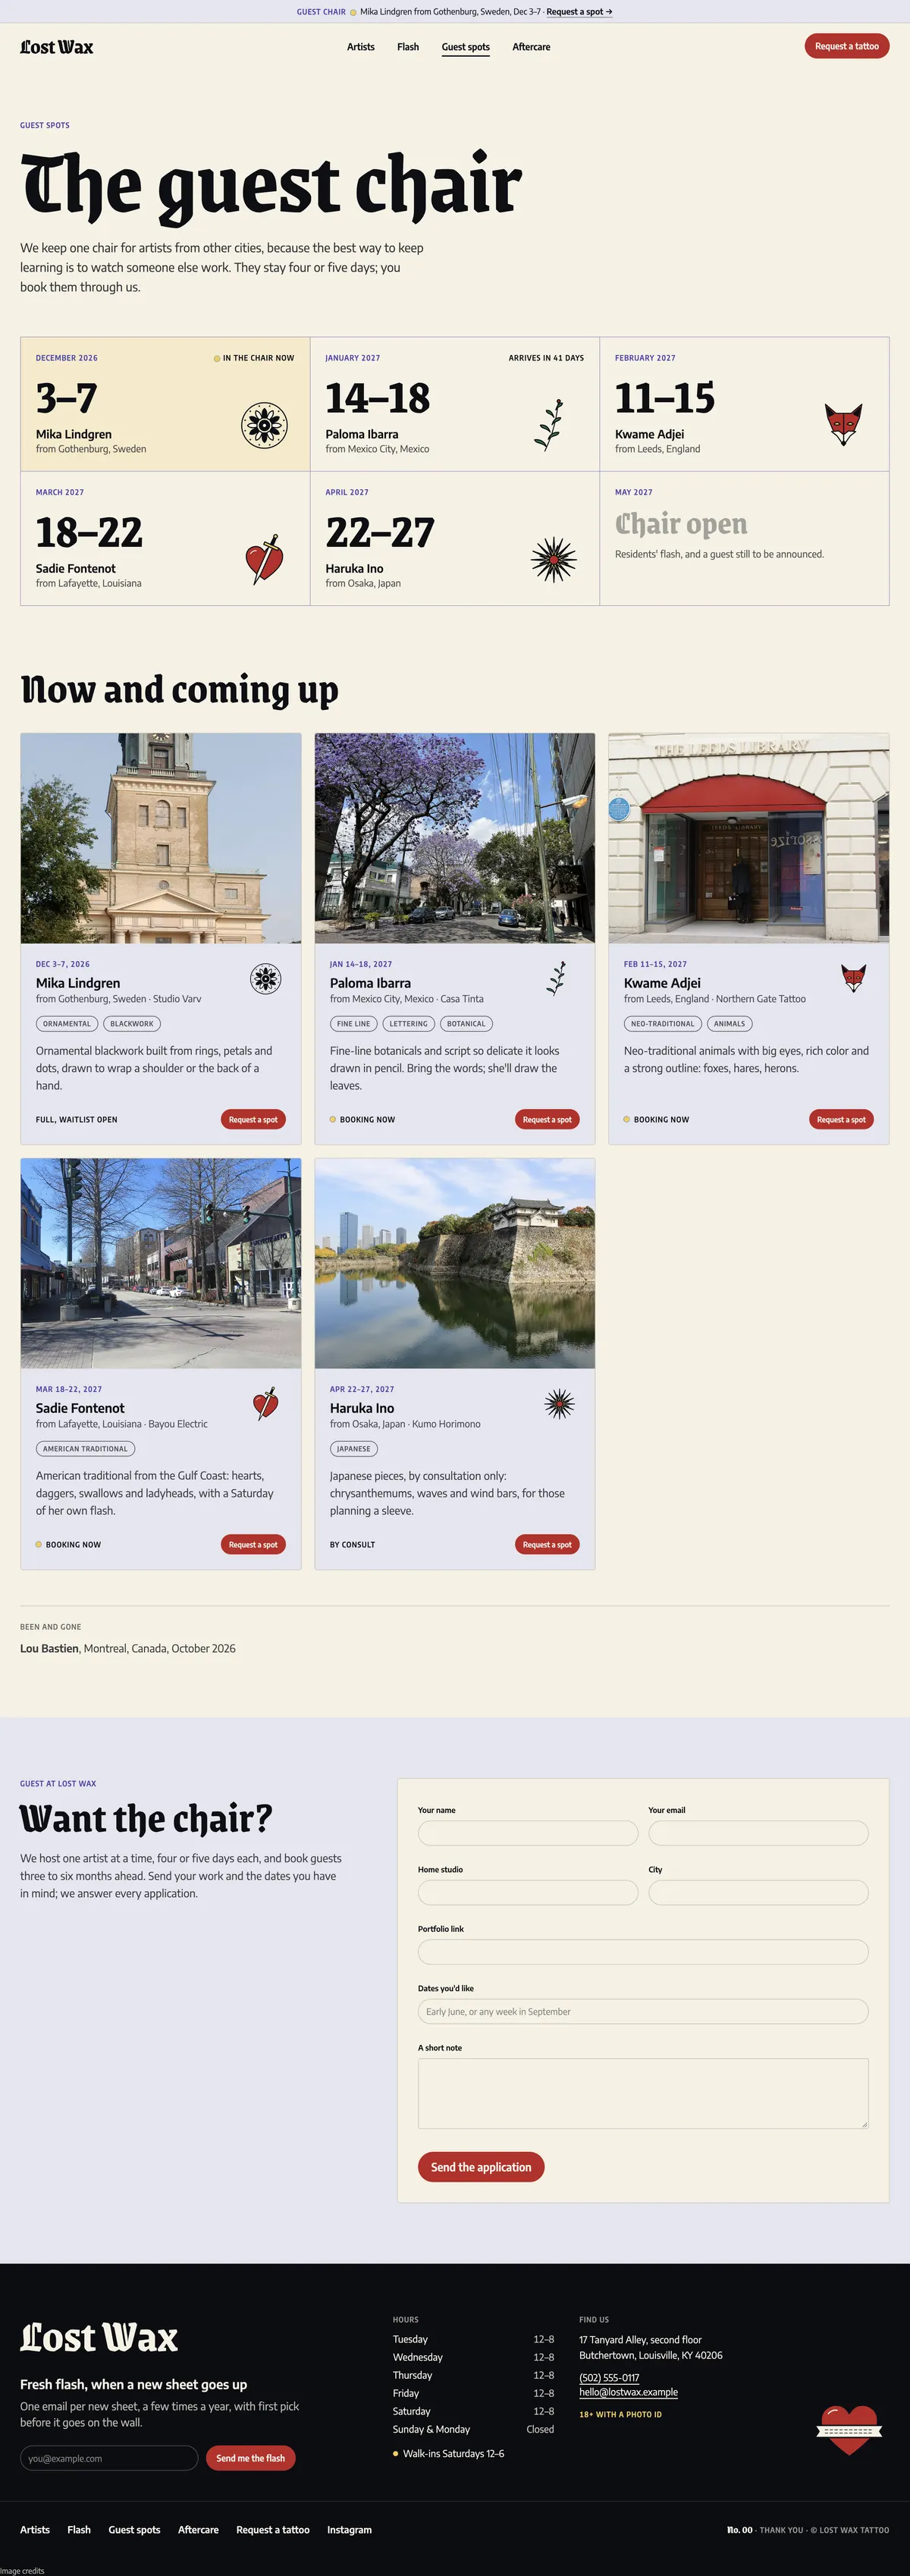 GUEST CHAIR Mika Lindgren from Gothenburg, Sweden, Dec 3–7 · Request a spot →
Lost Wax
Artists Flash Guest spots Aftercare
Request a tattoo
GUEST SPOTS
The guest chair
We keep one chair for artists from other cities, because the best way to keep
learning is to watch someone else work. They stay four or five days; you
book them through us.
DECEMBER 2026 IN THE CHAIR NOW
3–7
Mika Lindgren
from Gothenburg, Sweden
JANUARY 2027 ARRIVES IN 41 DAYS
14–18
Paloma Ibarra
from Mexico City, Mexico
FEBRUARY 2027
11–15
Kwame Adjei
from Leeds, England
MARCH 2027
18–22
Sadie Fontenot
from Lafayette, Louisiana
APRIL 2027
22–27
Haruka Ino
from Osaka, Japan
MAY 2027
Chair open
Residents' flash, and a guest still to be announced.
Now and coming up
DEC 3–7, 2026
Mika Lindgren
from Gothenburg, Sweden · Studio Varv
ORNAMENTAL BLACKWORK
Ornamental blackwork built from rings, petals and
dots, drawn to wrap a shoulder or the back of a
hand.
FULL, WAITLIST OPEN Request a spot
JAN 14–18, 2027
Paloma Ibarra
from Mexico City, Mexico · Casa Tinta
FINE LINE LETTERING BOTANICAL
Fine-line botanicals and script so delicate it looks
drawn in pencil. Bring the words; she'll draw the
leaves.
BOOKING NOW Request a spot
THE LEEDS LIBRARY
FEB 11–15, 2027
Kwame Adjei
from Leeds, England · Northern Gate Tattoo
NEO-TRADITIONAL ANIMALS
Neo-traditional animals with big eyes, rich color and
a strong outline: foxes, hares, herons.
BOOKING NOW Request a spot
MAR 18–22, 2027
Sadie Fontenot
from Lafayette, Louisiana · Bayou Electric
AMERICAN TRADITIONAL
American traditional from the Gulf Coast: hearts,
daggers, swallows and ladyheads, with a Saturday
of her own flash.
BOOKING NOW Request a spot
APR 22–27, 2027
Haruka Ino
from Osaka, Japan · Kumo Horimono
JAPANESE
Japanese pieces, by consultation only:
chrysanthemums, waves and wind bars, for those
planning a sleeve.
BY CONSULT Request a spot
BEEN AND GONE
Lou Bastien, Montreal, Canada, October 2026
GUEST AT LOST WAX
Want the chair?
We host one artist at a time, four or five days each, and book guests
three to six months ahead. Send your work and the dates you have
in mind; we answer every application.
Your name Your email
Home studio City
Portfolio link
Dates you'd like
Early June, or any week in September
A short note
Send the application
Lost Wax
Fresh flash, when a new sheet goes up
One email per new sheet, a few times a year, with first pick
before it goes on the wall.
you@example.com Send me the flash
HOURS
Tuesday 12–8
Wednesday 12–8
Thursday 12–8
Friday 12–8
Saturday 12–8
Sunday & Monday Closed
Walk-ins Saturdays 12–6
FIND US
17 Tanyard Alley, second floor
Butchertown, Louisville, KY 40206
(502) 555-0117
hello@lostwax.example
18+ WITH A PHOTO ID
Artists Flash Guest spots Aftercare Request a tattoo Instagram
No. 00 · THANK YOU · © LOST WAX TATTOO
Image credits